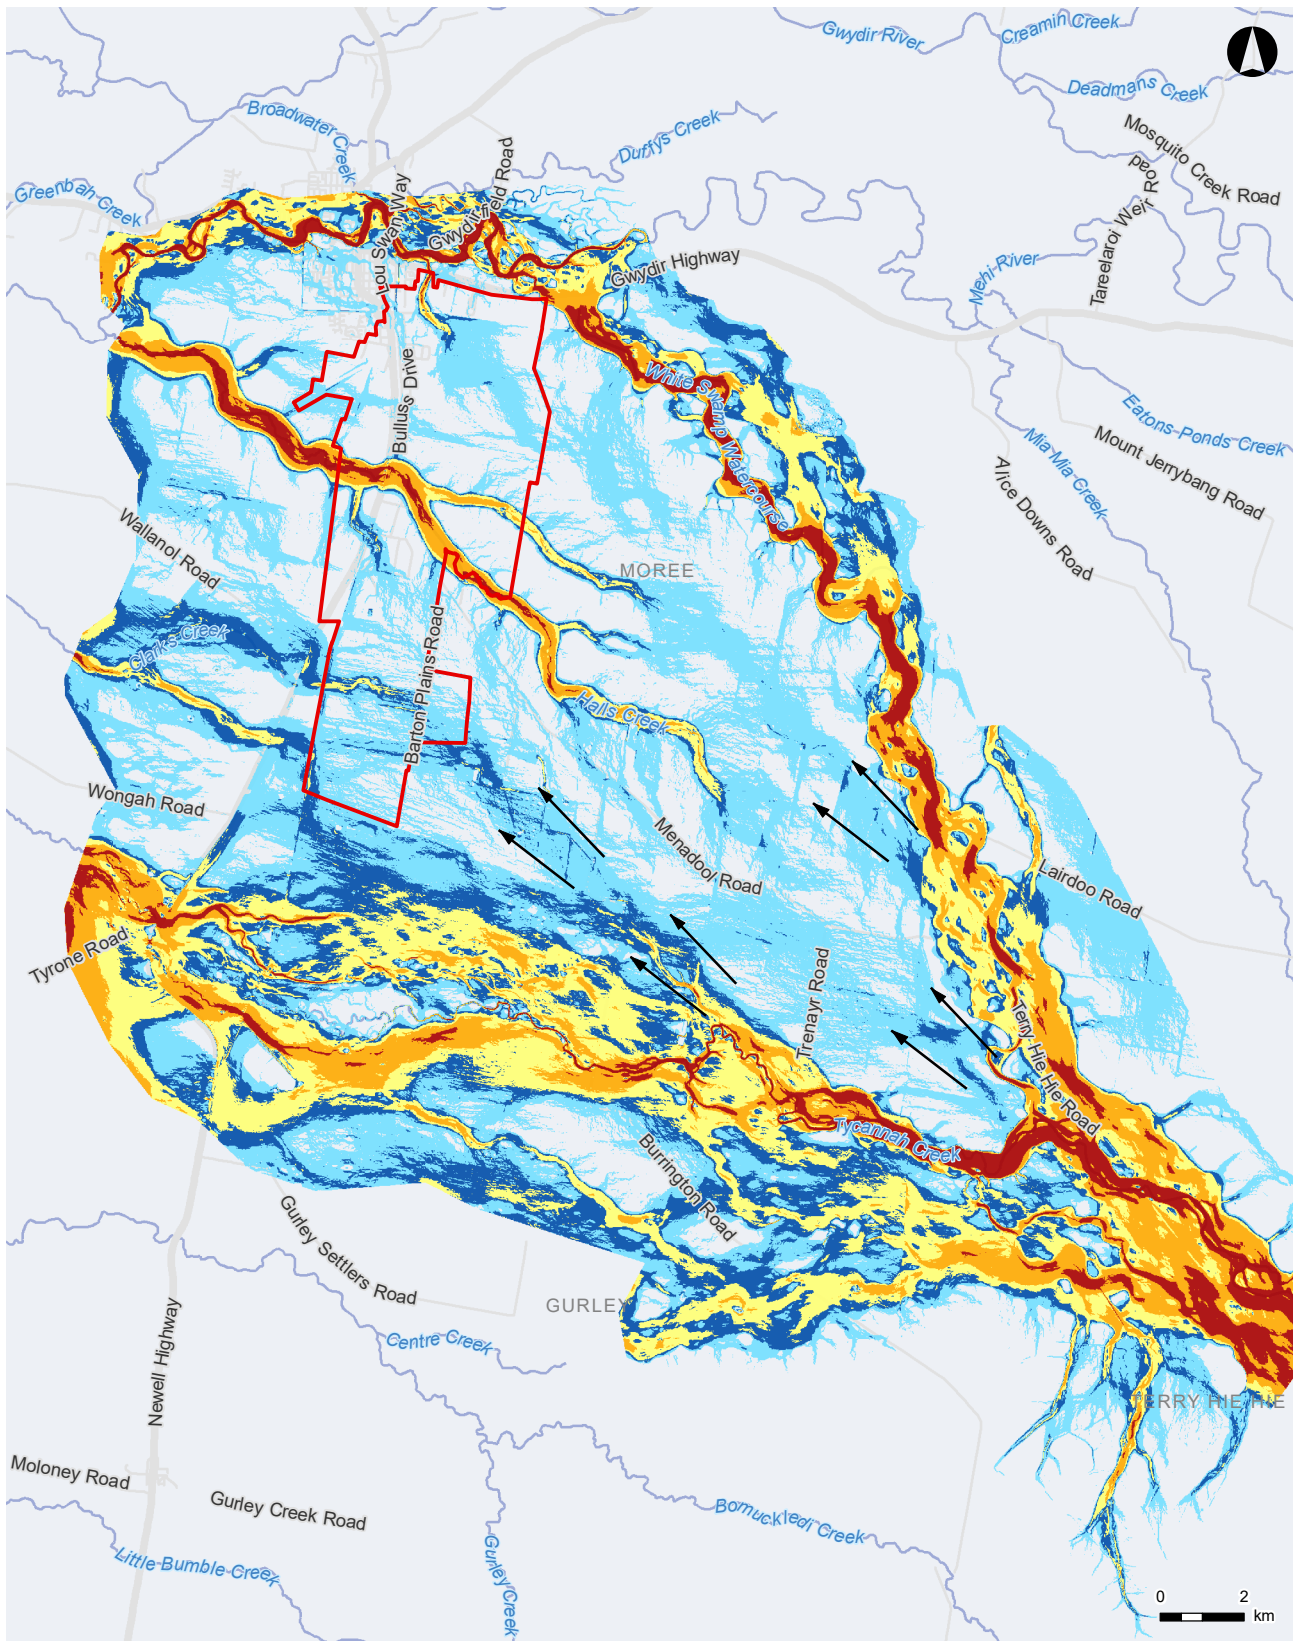 Gwydir River
Creamin Creek
Deadmans Creek
Broadwater Creek
Duffys Creek
Mosquito Creek Road
Greenbah Creek
Lou Swan Way
Gwydirfield Road
Tareelaroi Weir Road
Gwydir Highway
Mehi River
White Swamp Watercourse
Bulluss Drive
Eatons Ponds Creek
Mia Mia Creek
Mount Jerrybang Road
Alice Downs Road
Wallanol Road
MOREE
Clarks Creek
Barton Plains Road
Halls Creek
Wongah Road
Menadool Road
Lairdoo Road
Tyrone Road
Trenayr Road
Terry Hie Hie Road
Tycannah Creek
Burrington Road
Gurley Settlers Road
GURLEY
Centre Creek
Newell Highway
TERRY HIE HIE
Moloney Road
Gurley Creek Road
Bomuckledi Creek
Little Bumble Creek
Gurley Creek
0 2
km